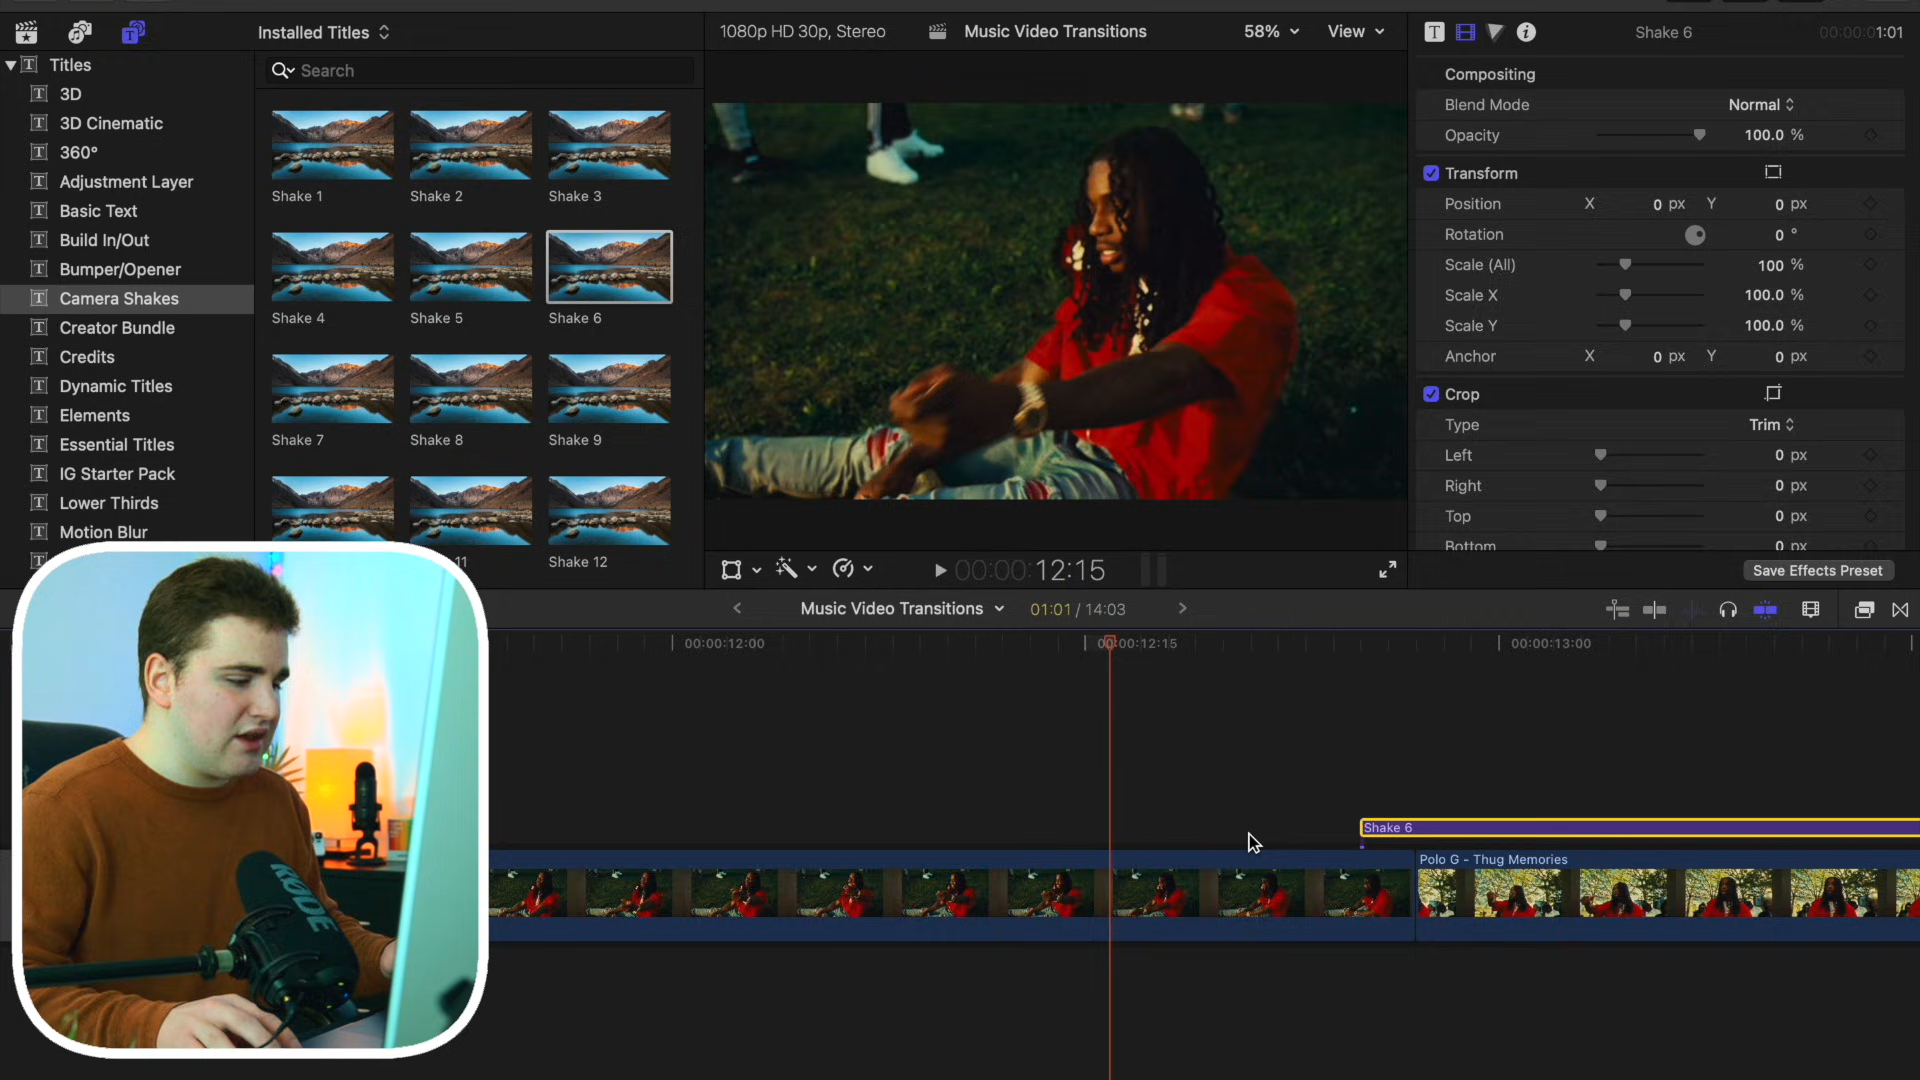 Installed Titles
1080p HD 30p, Stereo
Music Video Transitions
58%
View
Shake 6
00:00:01:01
Titles
3D
3D Cinematic
360°
Adjustment Layer
Basic Text
Build In/Out
Bumper/Opener
Camera Shakes
Creator Bundle
Credits
Dynamic Titles
Elements
Essential Titles
IG Starter Pack
Lower Thirds
Motion Blur
Search
Shake 1
Shake 2
Shake 3
Shake 4
Shake 5
Shake 6
Shake 7
Shake 8
Shake 9
11
Shake 12
Compositing
Blend Mode
Normal
Opacity
100.0 %
Transform
Position X 0 px Y 0 px
Rotation 0 °
Scale (All) 100 %
Scale X 100.0 %
Scale Y 100.0 %
Anchor X 0 px Y 0 px
Crop
Type Trim
Left 0 px
Right 0 px
Top 0 px
Bottom 0 px
00:00:12:15
Save Effects Preset
Music Video Transitions
01:01 / 14:03
00:00:12:00
00:00:12:15
00:00:13:00
Shake 6
Polo G - Thug Memories
RØDE